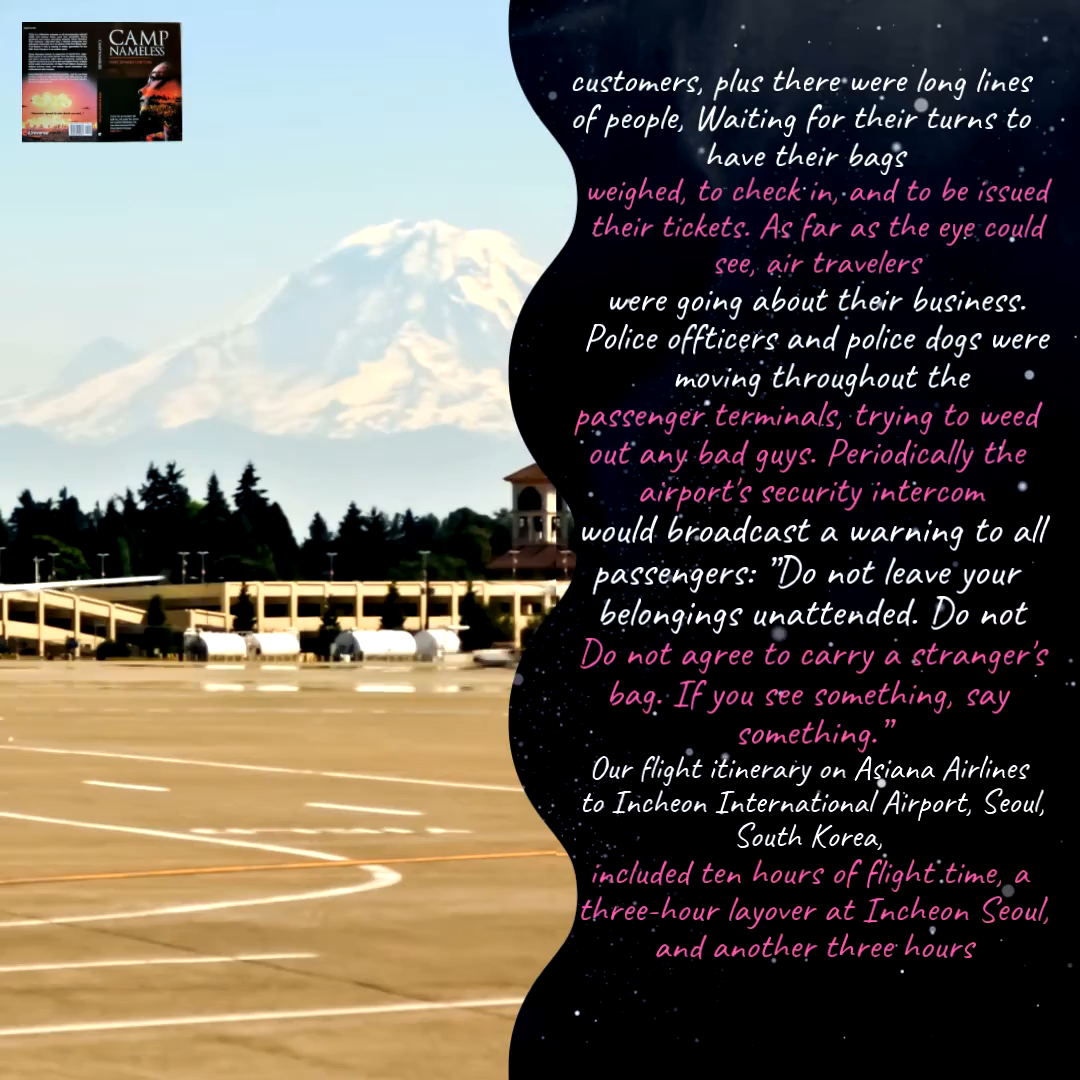 CAMP
NAMELESS
customers, plus there were long lines
of people, Waiting for their turns to
have their bags
weighed, to check in, and to be issued
their tickets. As far as the eye could
see, air travelers
were going about their business.
Police offticers and police dogs were
moving throughout the
passenger terminals, trying to weed
out any bad guys. Periodically the
airport's security intercom
would broadcast a warning to all
passengers: "Do not leave your
belongings unattended. Do not
Do not agree to carry a stranger's
bag. If you see something, say
something."
Our flight itinerary on Asiana Airlines
to Incheon International Airport, Seoul,
South Korea,
included ten hours of flight time, a
three-hour layover at Incheon Seoul,
and another three hours